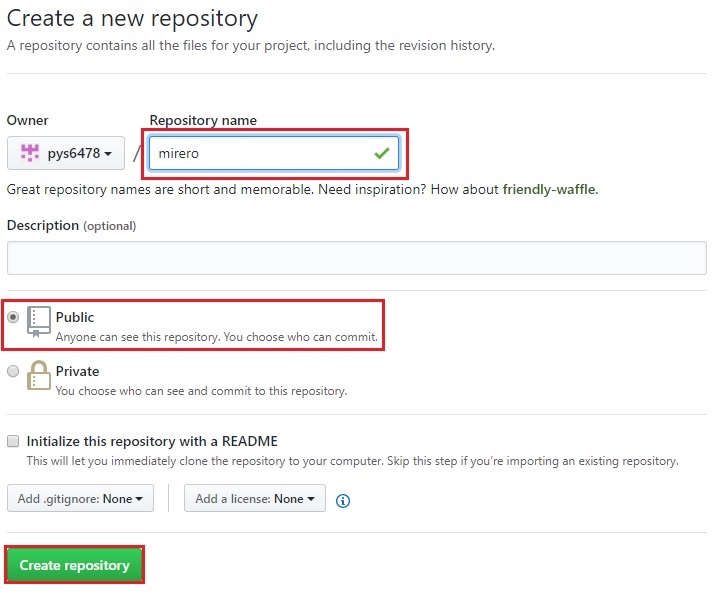 Create a new repository
A repository contains all the files for your project, including the revision history.
Owner Repository name
pys6478 / mirero
Great repository names are short and memorable. Need inspiration? How about friendly-waffle.
Description (optional)
Public
Anyone can see this repository. You choose who can commit.
Private
You choose who can see and commit to this repository.
Initialize this repository with a README
This will let you immediately clone the repository to your computer. Skip this step if you're importing an existing repository.
Add .gitignore: None Add a license: None
Create repository